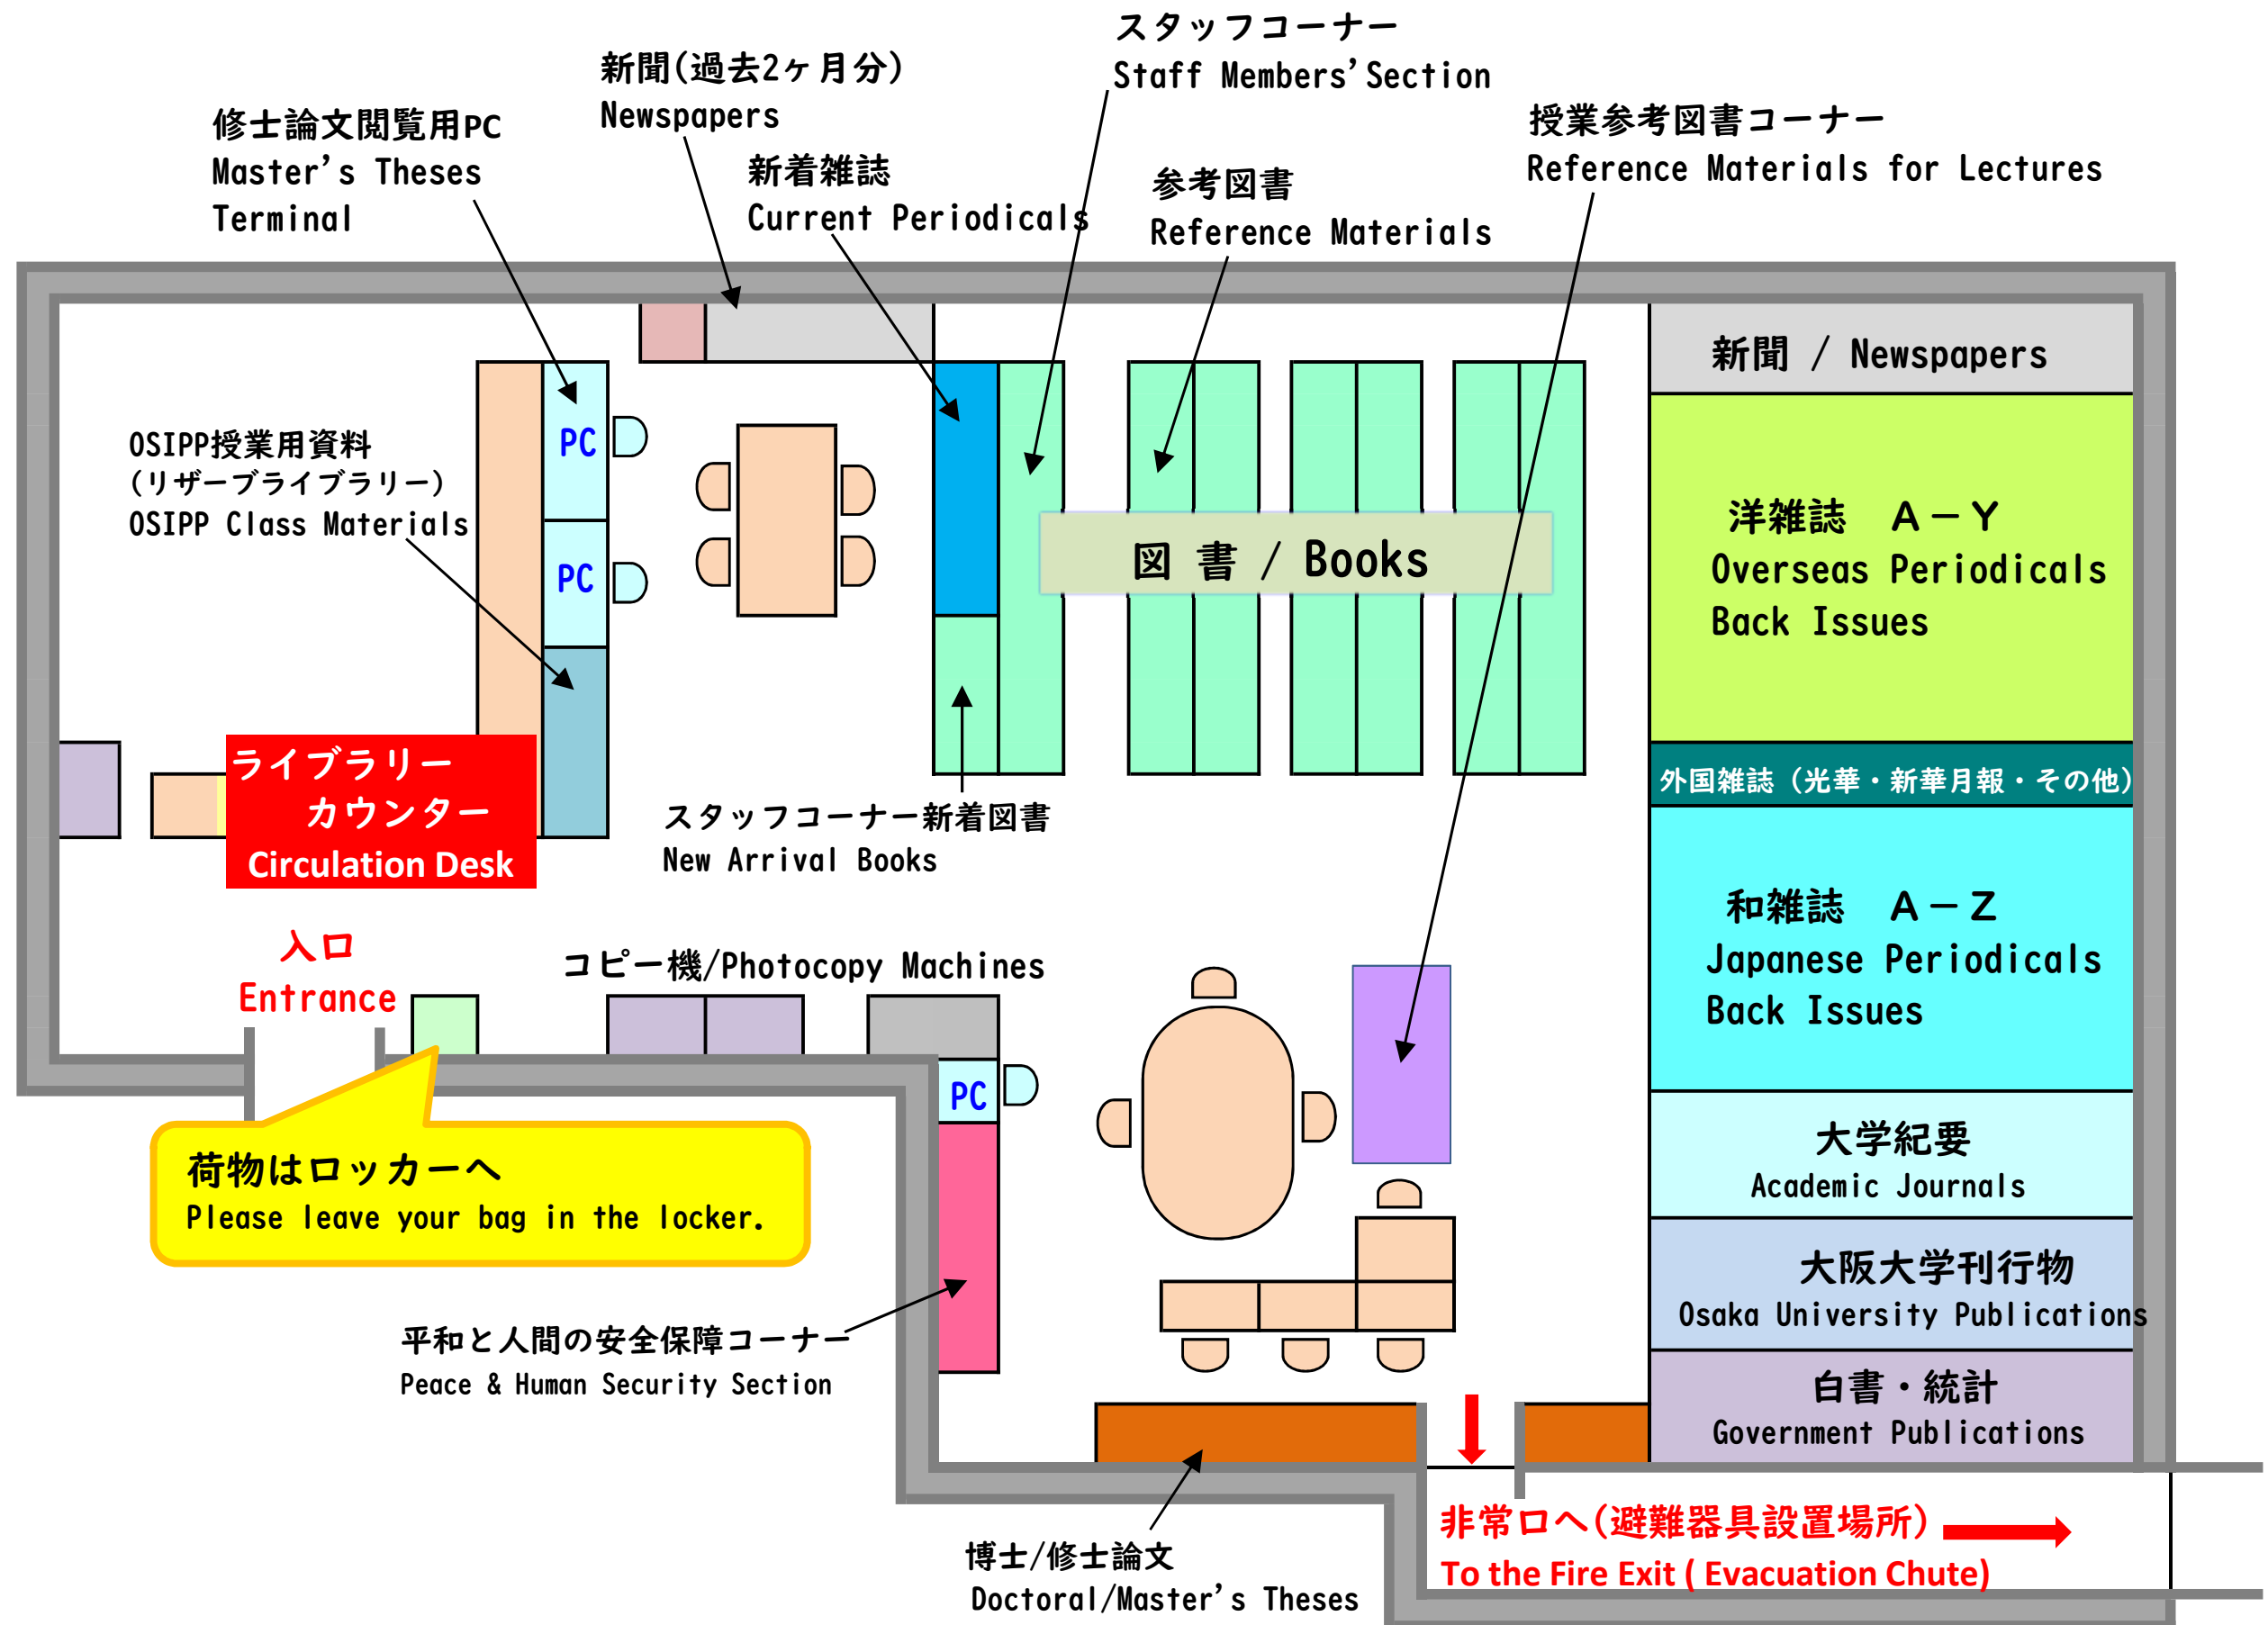 スタッフコーナー
Staff Members’Section
新聞(過去2ヶ月分)
Newspapers
修士論文閲覧用PC
Master’s Theses
Terminal
新着雑誌
Current Periodicals
参考図書
Reference Materials
授業参考図書コーナー
Reference Materials for Lectures
OSIPP授業用資料
(リザーブライブラリー)
OSIPP Class Materials
PC
PC
図 書 / Books
新聞 / Newspapers
洋雑誌 A-Y
Overseas Periodicals
Back Issues
外国雑誌(光華・新華月報・その他)
和雑誌 A-Z
Japanese Periodicals
Back Issues
大学紀要
Academic Journals
大阪大学刊行物
Osaka University Publications
白書・統計
Government Publications
ライブラリー
カウンター
Circulation Desk
スタッフコーナー新着図書
New Arrival Books
入口
Entrance
コピー機/Photocopy Machines
PC
荷物はロッカーへ
Please leave your bag in the locker.
平和と人間の安全保障コーナー
Peace & Human Security Section
博士/修士論文
Doctoral/Master’s Theses
非常口へ(避難器具設置場所)
To the Fire Exit ( Evacuation Chute)